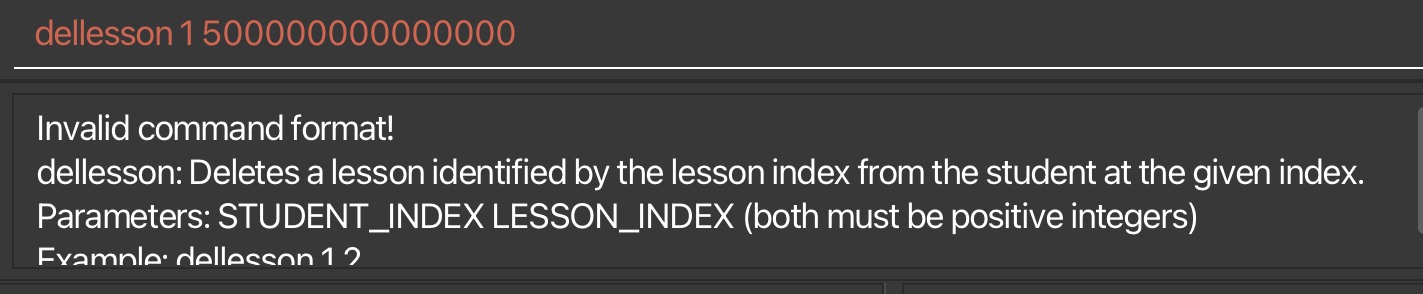 dellesson 1 500000000000000
Invalid command format!
dellesson: Deletes a lesson identified by the lesson index from the student at the given index.
Parameters: STUDENT_INDEX LESSON_INDEX (both must be positive integers)
Example: dellesson 1 2